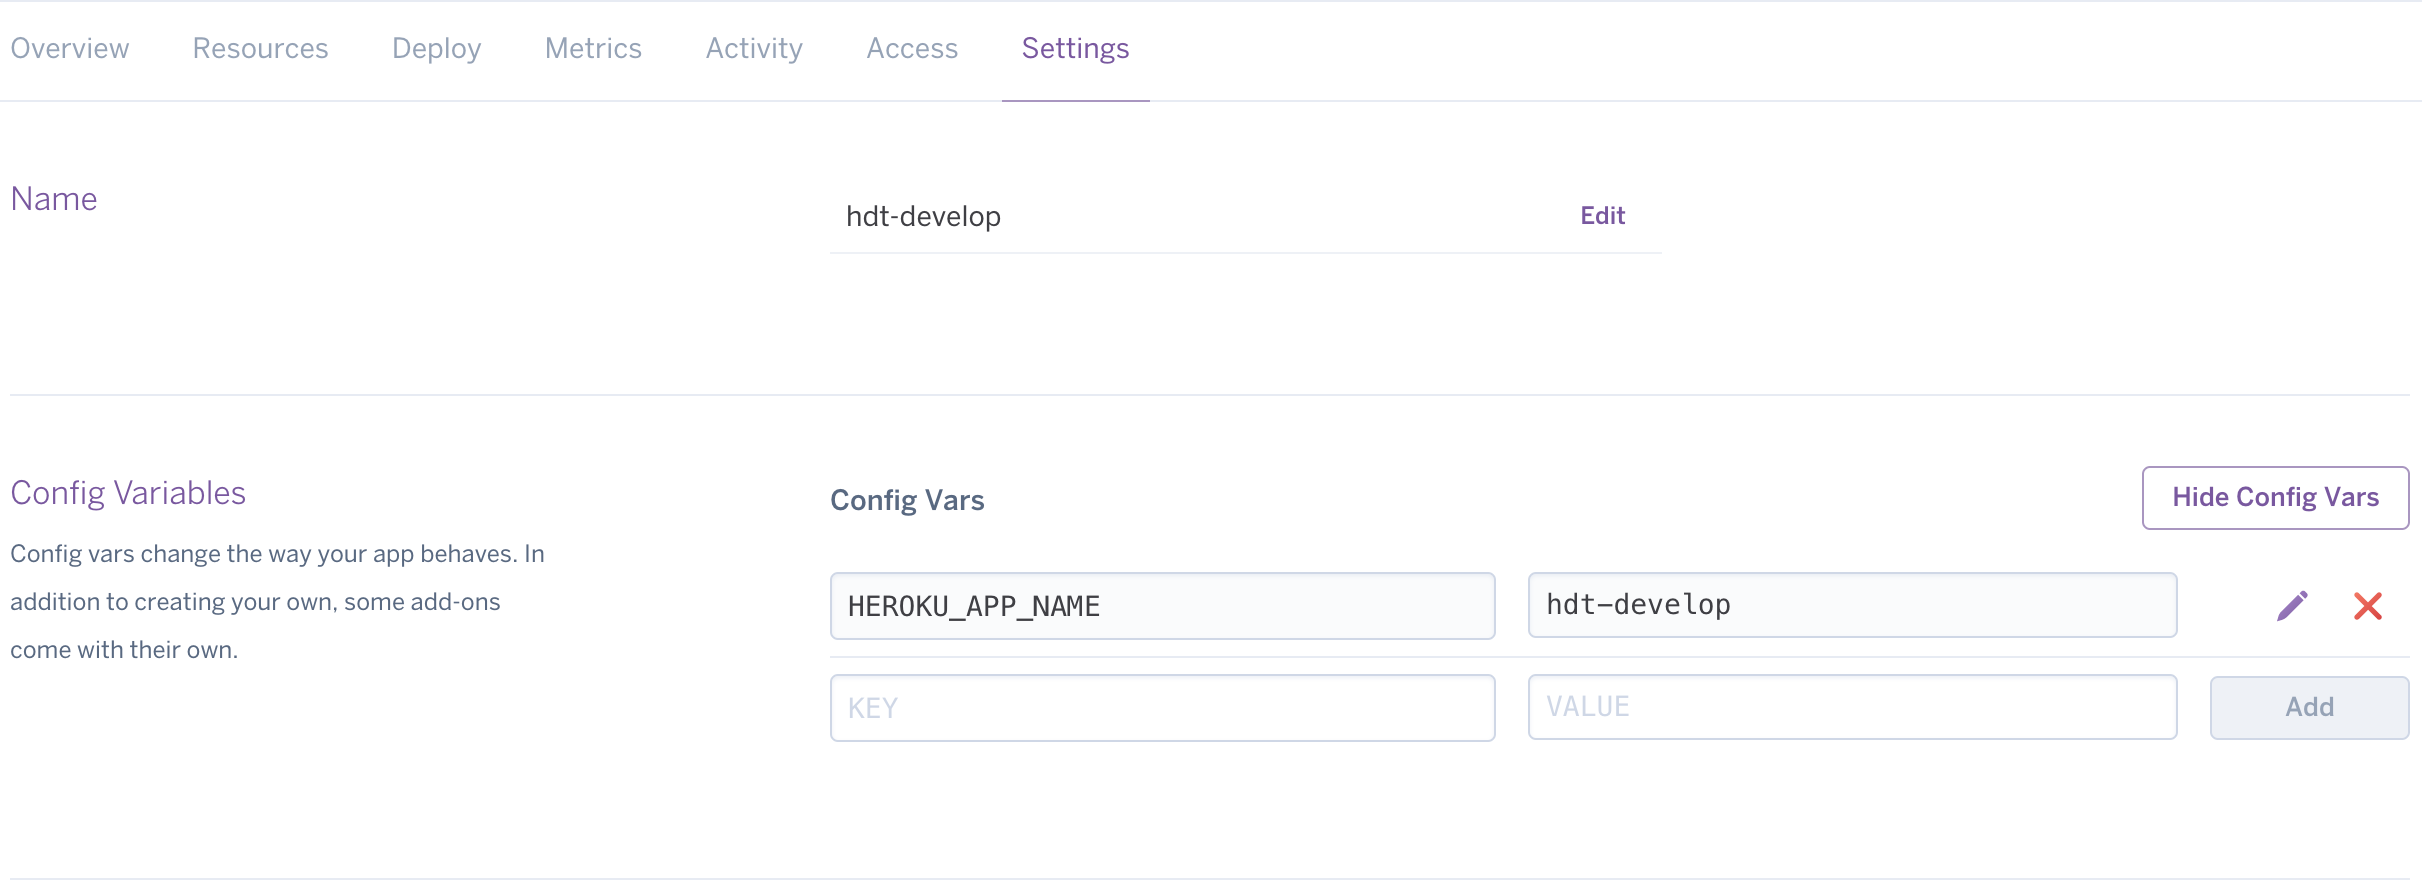 Overview Resources Deploy Metrics Activity Access Settings
Name
hdt-develop Edit
Config Variables
Config vars change the way your app behaves. In
addition to creating your own, some add-ons
come with their own.
Config Vars Hide Config Vars
HEROKU_APP_NAME hdt-develop
KEY VALUE Add